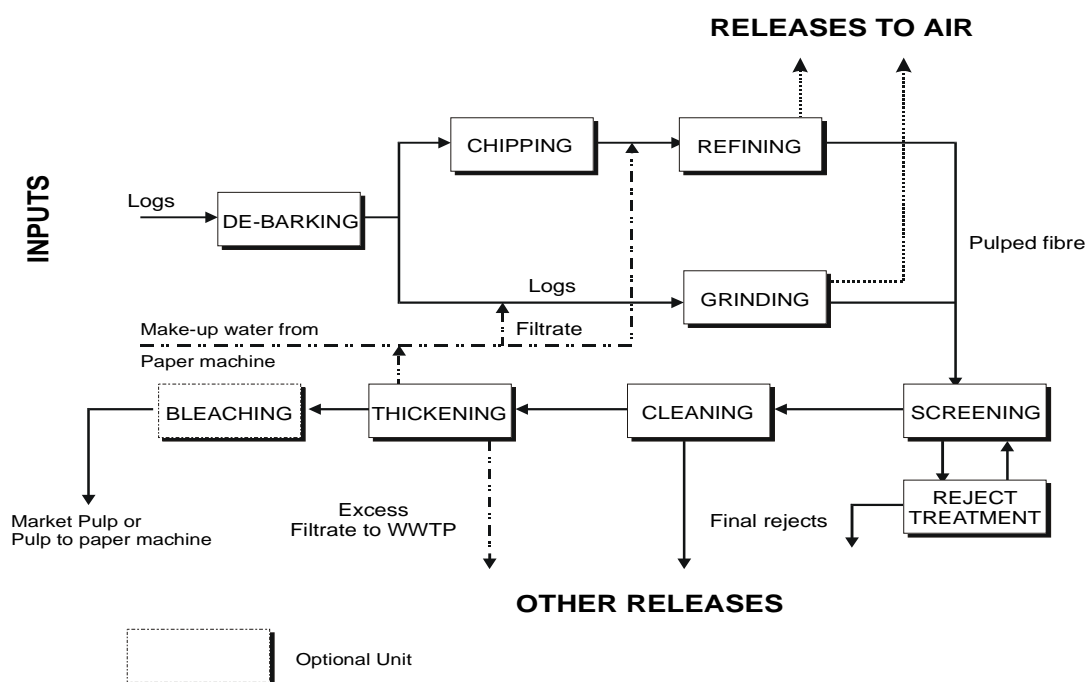 RELEASES TO AIR
CHIPPING
REFINING
INPUTS
Logs
DE-BARKING
Pulped fibre
Logs
GRINDING
Make-up water from
Filtrate
Paper machine
BLEACHING
THICKENING
CLEANING
SCREENING
REJECT
TREATMENT
Market Pulp or
Pulp to paper machine
Excess
Filtrate to WWTP
Final rejects
OTHER RELEASES
Optional Unit